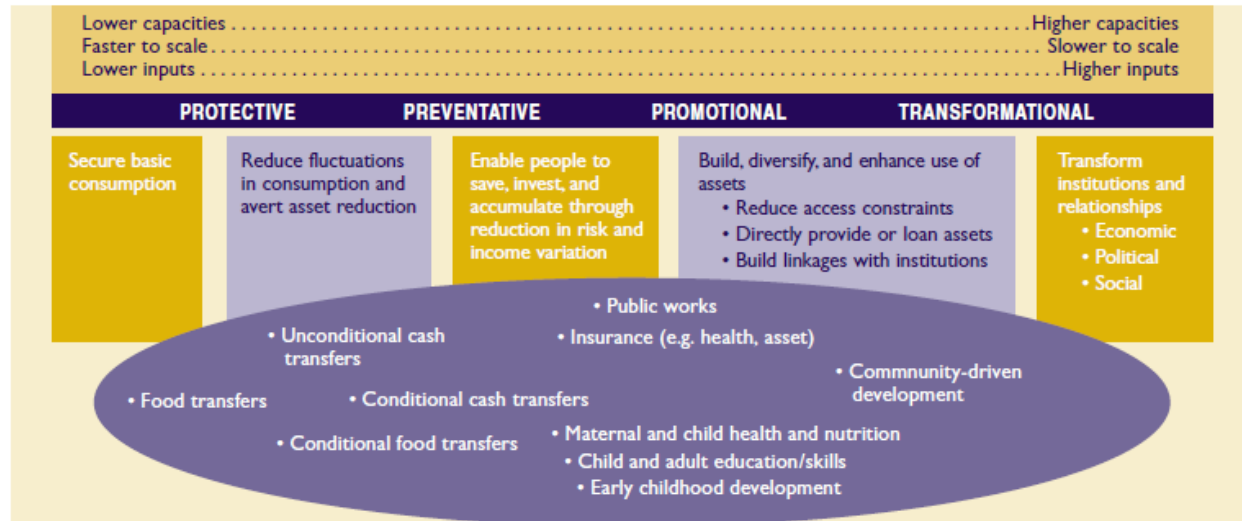 Lower capacities . . . . . . . . . . . . . . . . . . . . . . . . . . . . . . . . . . . . . . . . Higher capacities
Faster to scale . . . . . . . . . . . . . . . . . . . . . . . . . . . . . . . . . . . . . . . . Slower to scale
Lower inputs . . . . . . . . . . . . . . . . . . . . . . . . . . . . . . . . . . . . . . . . Higher inputs
PROTECTIVE PREVENTATIVE PROMOTIONAL TRANSFORMATIONAL
Secure basic
consumption
Reduce fluctuations
in consumption and
avert asset reduction
Enable people to
save, invest, and
accumulate through
reduction in risk and
income variation
Build, diversify, and enhance use of
assets
• Reduce access constraints
• Directly provide or loan assets
• Build linkages with institutions
Transform
institutions and
relationships
• Economic
• Political
• Social
• Public works
• Unconditional cash
transfers
• Insurance (e.g. health, asset)
• Commnunity-driven
development
• Food transfers
• Conditional cash transfers
• Conditional food transfers
• Maternal and child health and nutrition
• Child and adult education/skills
• Early childhood development